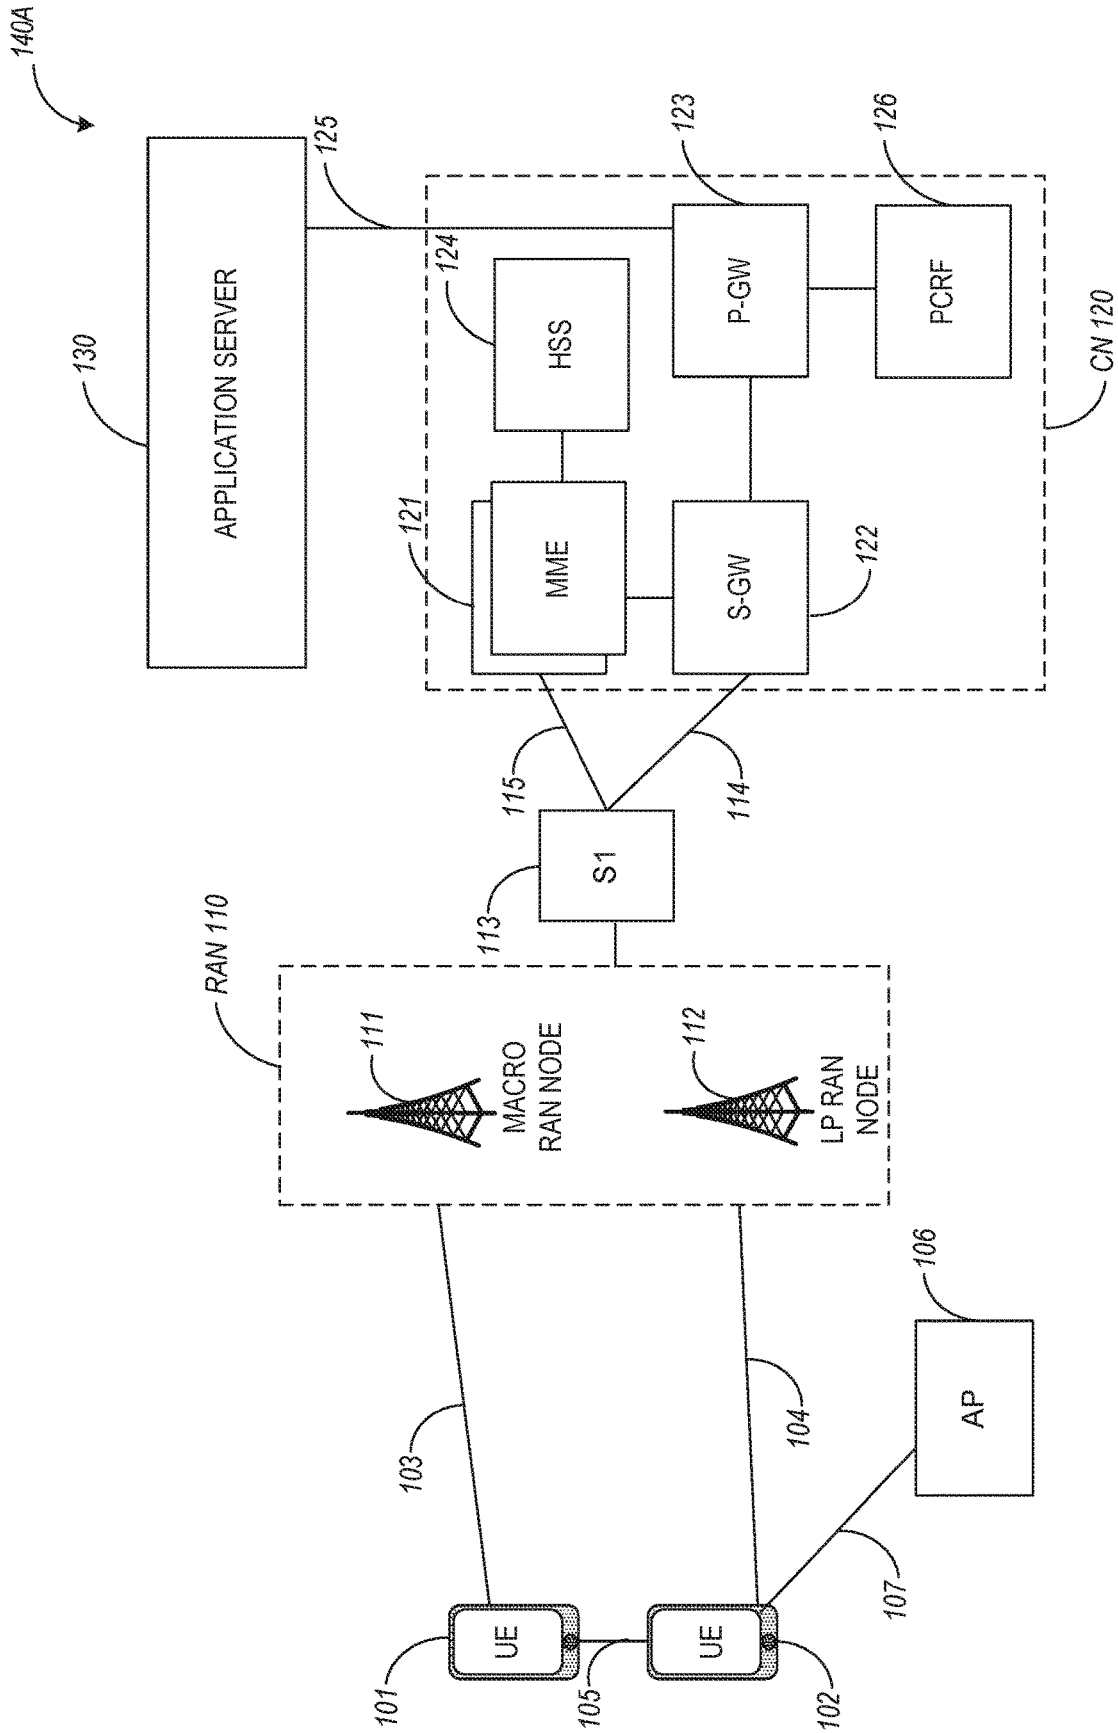 140A
130
APPLICATION SERVER
125
CN 120
121
MME
124
HSS
123
P-GW
122
S-GW
126
PCRF
115
114
113
S1
RAN 110
111
MACRO
RAN NODE
112
LP RAN
NODE
103
104
101
UE
105
UE
102
107
106
AP